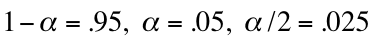 1−α = .95, α = .05, α/2 = .025